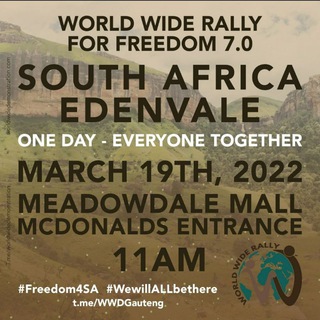 WORLD WIDE RALLY
FOR FREEDOM 7.0
SOUTH AFRICA
EDENVALE
ONE DAY - EVERYONE TOGETHER
MARCH 19TH, 2022
MEADOWDALE MALL
MCDONALDS ENTRANCE
11AM
#Freedom4SA #WewillALLbethere
t.me/WWDGauteng
WORLD WIDE RALLY